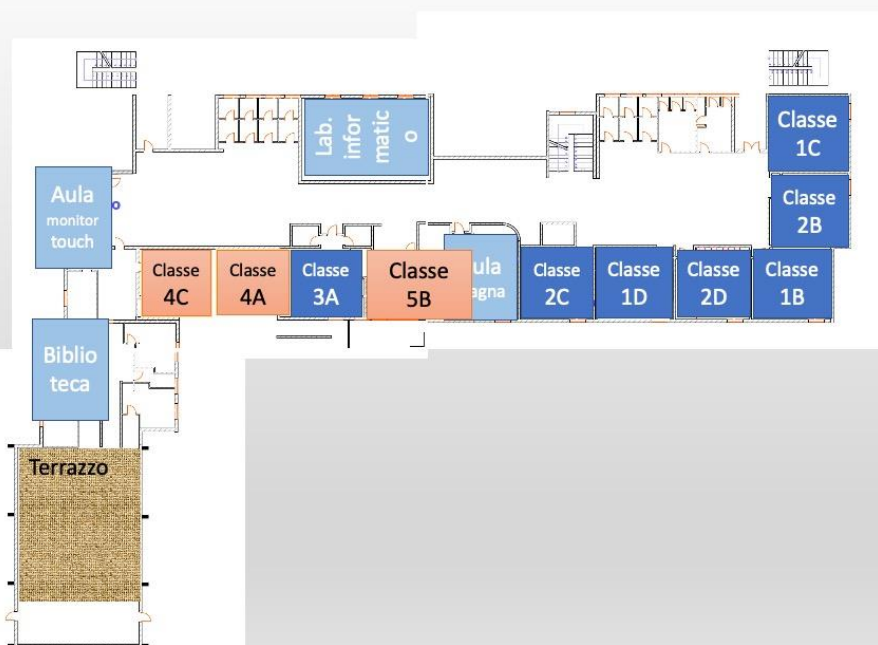 Lab.
infor
matic
o
Classe
1C
Aula
monitor
touch
o
Classe
2B
Classe
4C
Classe
4A
Classe
3A
Classe
5B
ula
agna
Classe
2C
Classe
1D
Classe
2D
Classe
1B
Biblio
teca
Terrazzo